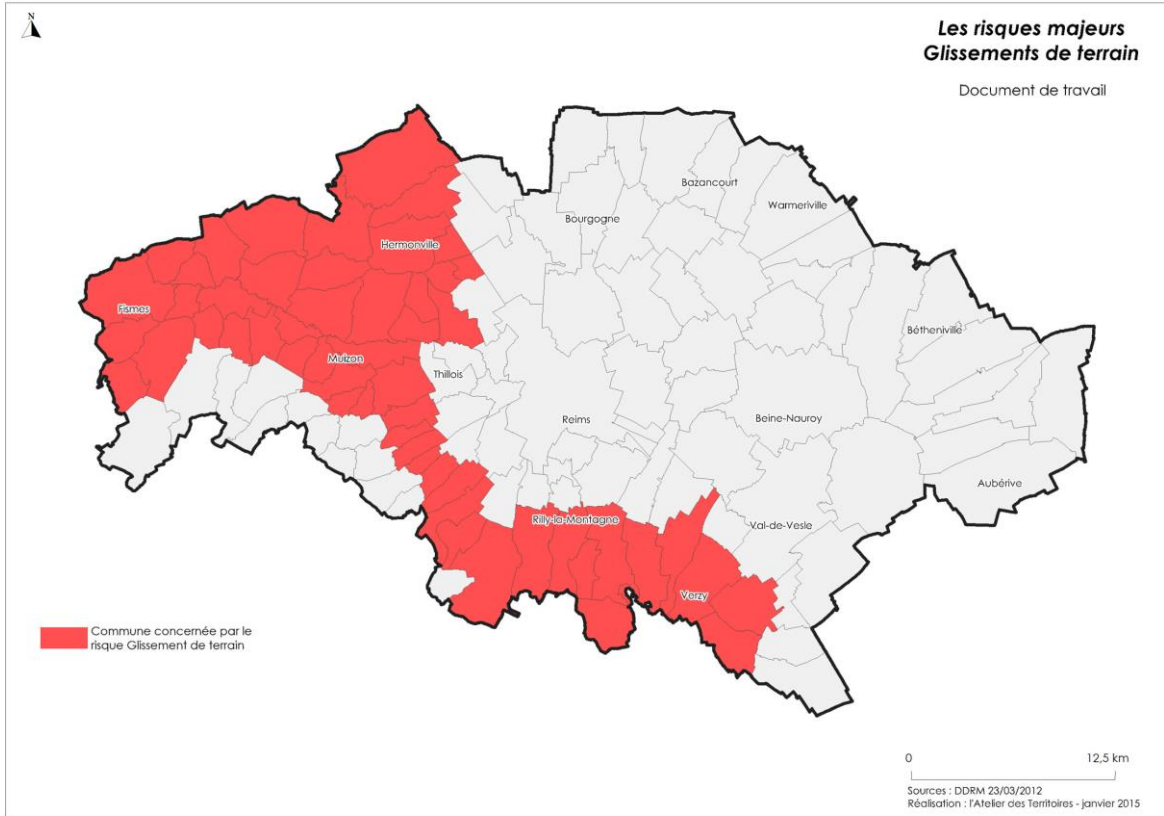 N
Les risques majeurs
Glissements de terrain
Document de travail
Bazancourt
Warmeriville
Bourgogne
Hermonville
Fismes
Bétheniville
Muizon
Thillois
Reims
Beine-Nauroy
Aubérive
Rilly-la-Montagne
Val-de-Vesle
Verzy
Commune concernée par le
risque Glissement de terrain
0 12,5 km
Sources : DDRM 23/03/2012
Réalisation : l'Atelier des Territoires - janvier 2015